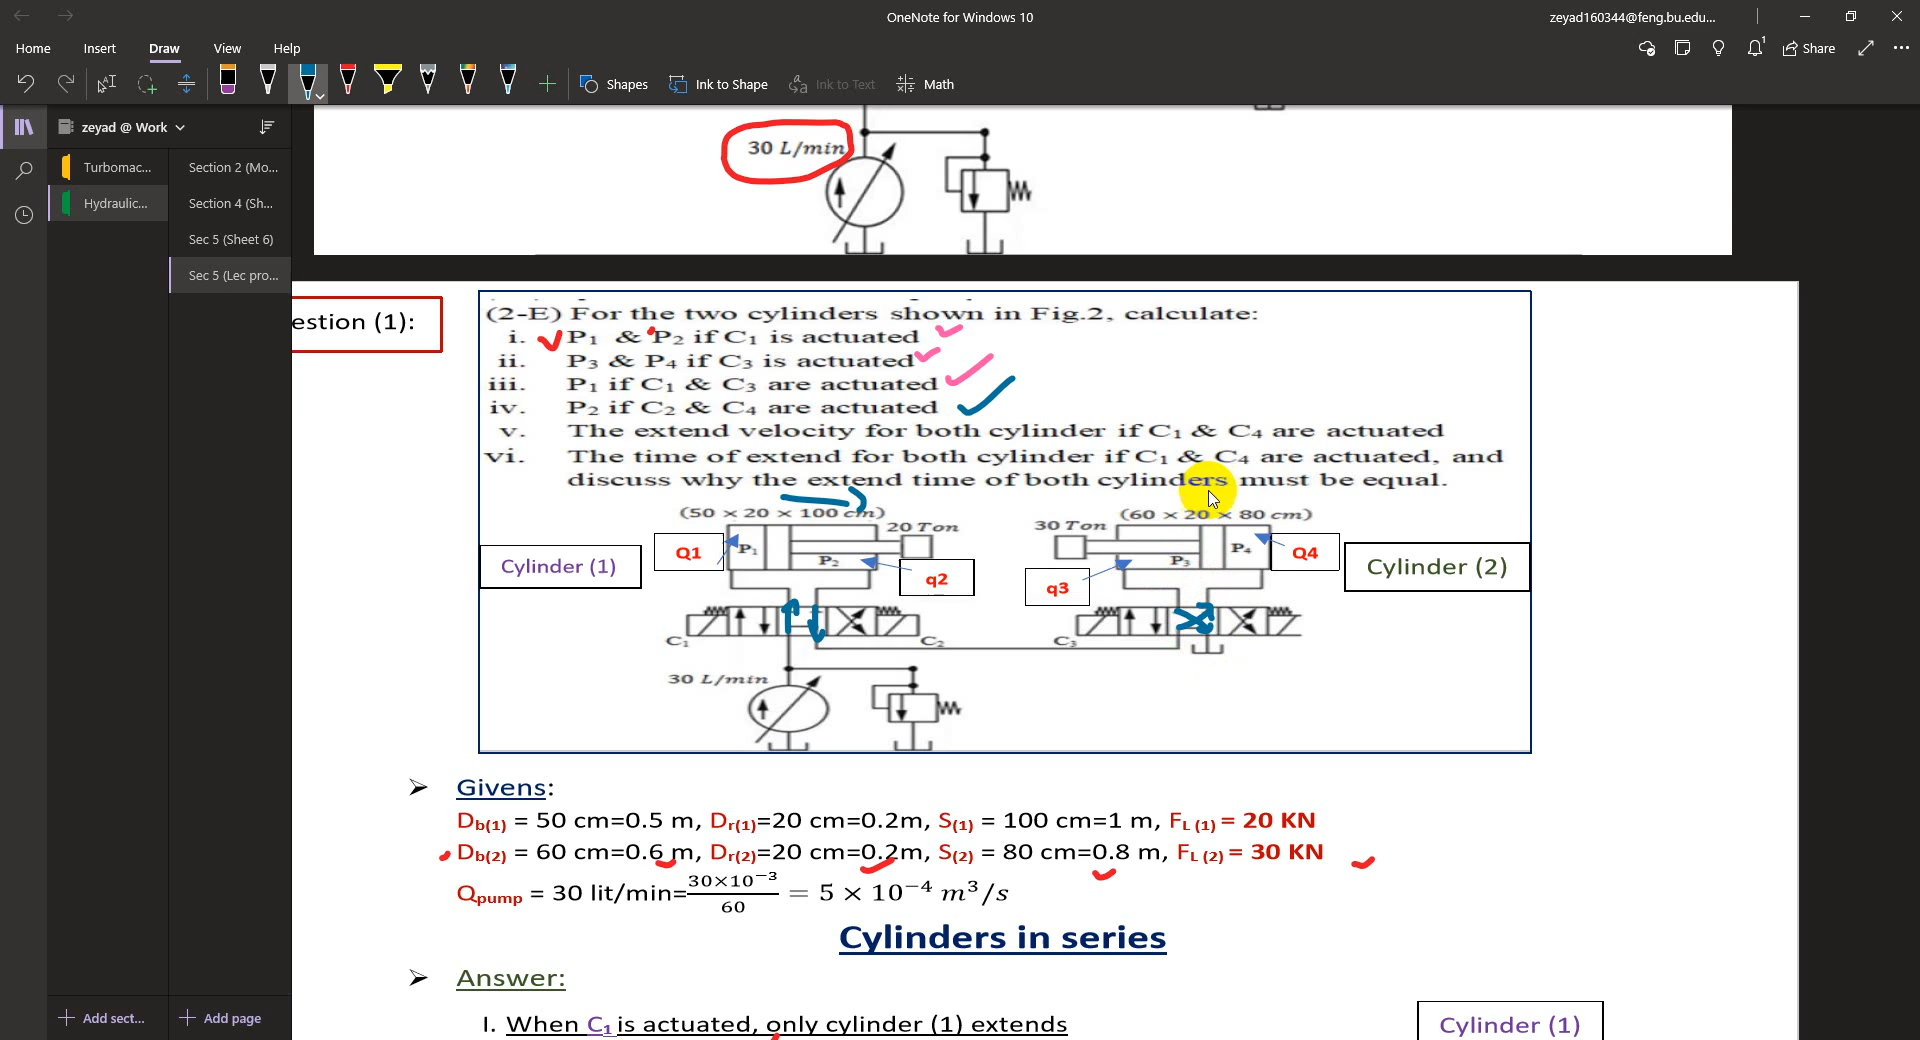 OneNote for Windows 10
zeyad160344@feng.bu.edu...
Home Insert Draw View Help
1 Share
Shapes Ink to Shape Ink to Text Math
zeyad @ Work
Turbomac...
Hydraulic...
Section 2 (Mo...
Section 4 (Sh...
Sec 5 (Sheet 6)
Sec 5 (Lec pro...
Add sect...
Add page
30 L/min
estion (1):
(2-E) For the two cylinders shown in Fig.2, calculate:
i. P1 & P2 if C1 is actuated
ii. P3 & P4 if C3 is actuated
iii. P1 if C1 & C3 are actuated
iv. P2 if C2 & C4 are actuated
v. The extend velocity for both cylinder if C1 & C4 are actuated
vi. The time of extend for both cylinder if C1 & C4 are actuated, and
discuss why the extend time of both cylinders must be equal.
(50 × 20 × 100 cm) (60 × 20 × 80 cm)
20 Ton 30 Ton
Cylinder (1) Q1 P1 P2 q2 q3 P3 P4 Q4 Cylinder (2)
C1 C2 C3
30 L/min
➢ Givens:
Db(1) = 50 cm=0.5 m, Dr(1)=20 cm=0.2m, S(1) = 100 cm=1 m, FL (1) = 20 KN
Db(2) = 60 cm=0.6 m, Dr(2)=20 cm=0.2m, S(2) = 80 cm=0.8 m, FL (2) = 30 KN
Qpump = 30 lit/min=30×10⁻³/60 = 5 × 10⁻⁴ m³/s
Cylinders in series
➢ Answer:
I. When C1 is actuated, only cylinder (1) extends
Cylinder (1)